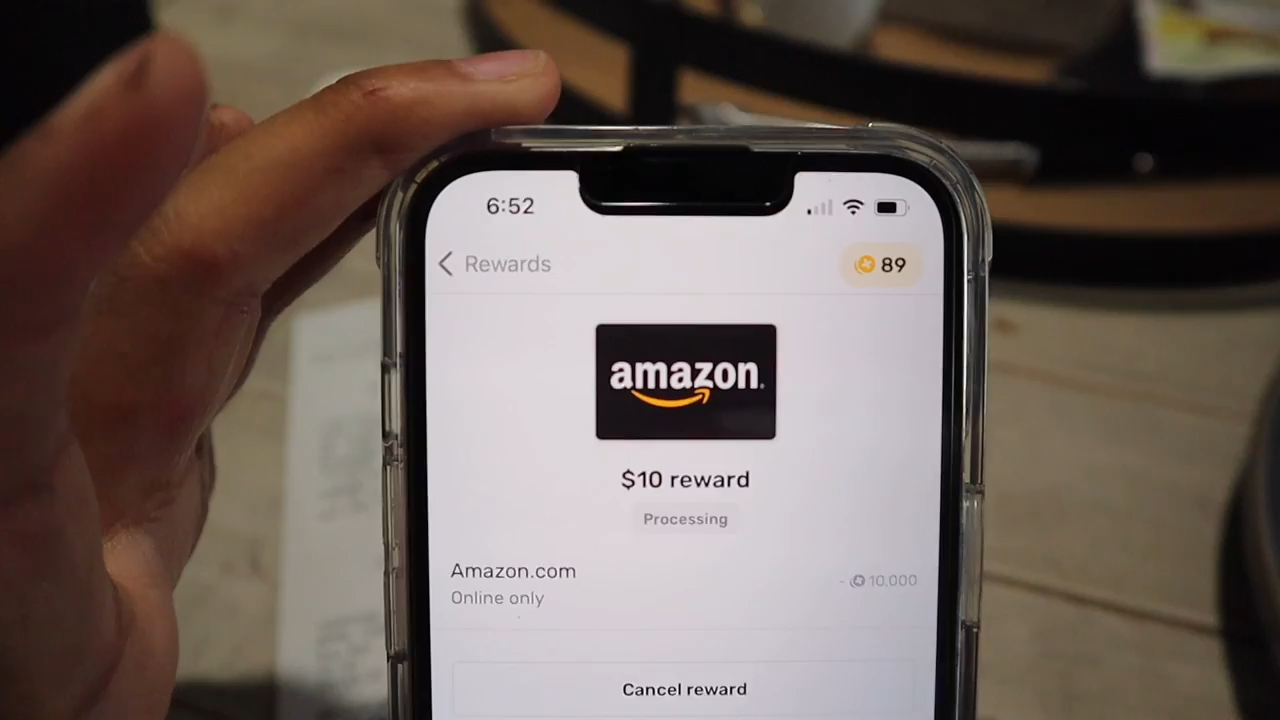 6:52
Rewards
89
amazon
$10 reward
Processing
Amazon.com
- 10.000
Online only
Cancel reward